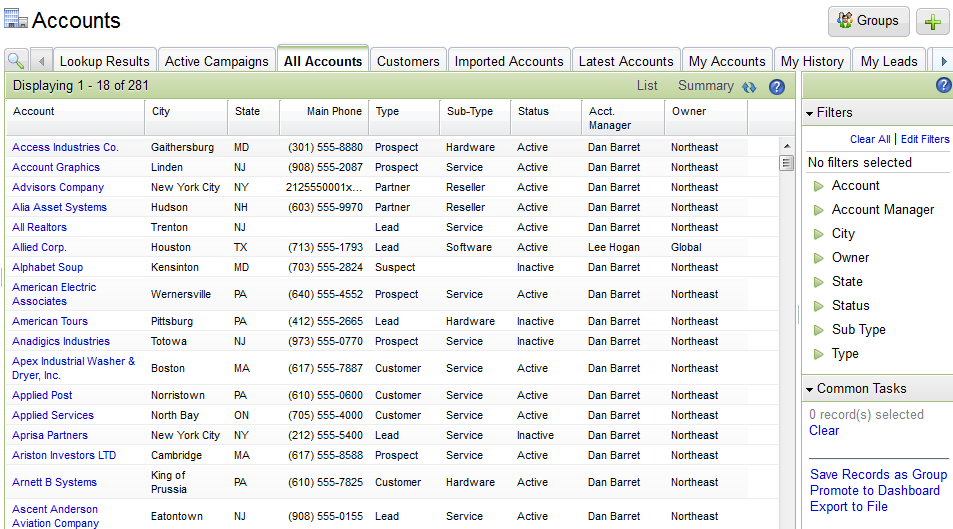 Accounts
Groups
Lookup Results Active Campaigns All Accounts Customers Imported Accounts Latest Accounts My Accounts My History My Leads
Displaying 1 - 18 of 281 List Summary ?
Account City State Main Phone Type Sub-Type Status Acct. Manager Owner
Access Industries Co. Gaithersburg MD (301) 555-8880 Prospect Hardware Active Dan Barret Northeast
Account Graphics Linden NJ (908) 555-2087 Prospect Service Active Dan Barret Northeast
Advisors Company New York City NY 2125550001x... Partner Reseller Active Dan Barret Northeast
Alia Asset Systems Hudson NH (603) 555-9970 Partner Reseller Active Dan Barret Northeast
All Realtors Trenton NJ Lead Service Active Dan Barret Northeast
Allied Corp. Houston TX (713) 555-1793 Lead Software Active Lee Hogan Global
Alphabet Soup Kensinton MD (703) 555-2824 Suspect Inactive Dan Barret Northeast
American Electric
Associates Wernersville PA (640) 555-4552 Prospect Service Active Dan Barret Northeast
American Tours Pittsburg PA (412) 555-2665 Lead Hardware Inactive Dan Barret Northeast
Anadigics Industries Totowa NJ (973) 555-0770 Prospect Service Inactive Dan Barret Northeast
Apex Industrial Washer &
Dryer, Inc. Boston MA (617) 555-7887 Customer Service Active Dan Barret Northeast
Applied Post Norristown PA (610) 555-0600 Customer Service Active Dan Barret Northeast
Applied Services North Bay ON (705) 555-4000 Customer Service Active Dan Barret Northeast
Aprisa Partners New York City NY (212) 555-5400 Lead Service Inactive Dan Barret Northeast
Ariston Investors LTD Cambridge MA (617) 555-8588 Prospect Service Active Dan Barret Northeast
Arnett B Systems King of
Prussia PA (610) 555-7825 Customer Hardware Active Dan Barret Northeast
Ascent Anderson
Aviation Company Eatontown NJ (908) 555-0155 Lead Service Active Dan Barret Northeast
?
Filters
Clear All | Edit Filters
No filters selected
Account
Account Manager
City
Owner
State
Status
Sub Type
Type
Common Tasks
0 record(s) selected
Clear
Save Records as Group
Promote to Dashboard
Export to File